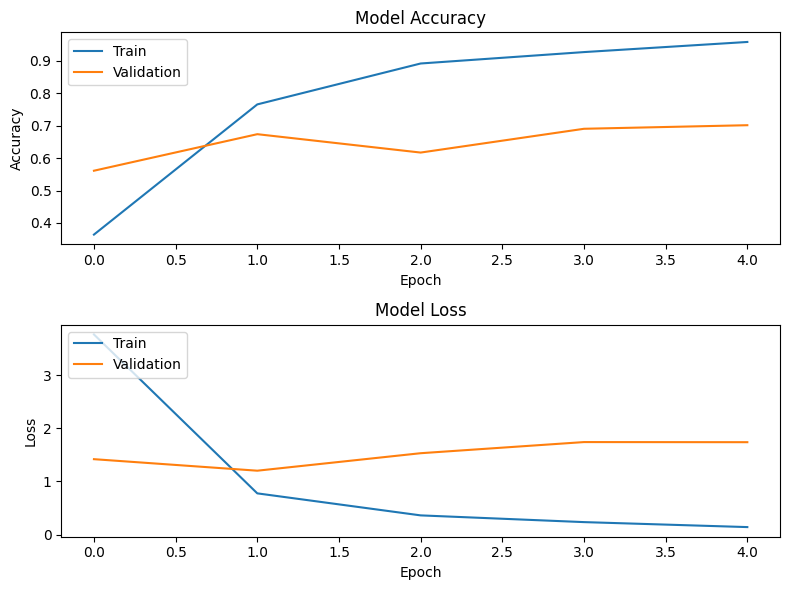 Model Accuracy
Train
Validation
0.9
0.8
0.7
0.6
0.5
0.4
Accuracy
0.0 0.5 1.0 1.5 2.0 2.5 3.0 3.5 4.0
Epoch
Model Loss
Train
Validation
3
2
1
0
Loss
0.0 0.5 1.0 1.5 2.0 2.5 3.0 3.5 4.0
Epoch